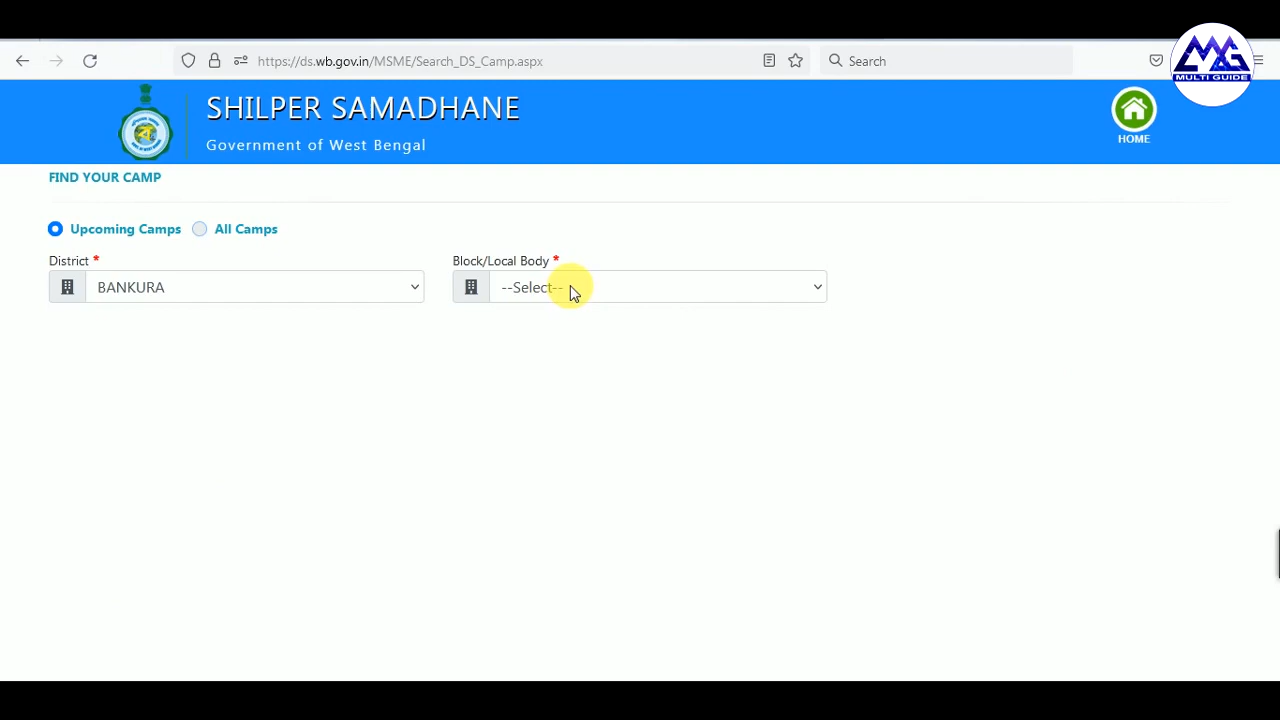 MULTI GUIDE
https://ds.wb.gov.in/MSME/Search_DS_Camp.aspx
Search
SHILPER SAMADHANE
Government of West Bengal
HOME
FIND YOUR CAMP
Upcoming Camps
All Camps
District *
Block/Local Body *
BANKURA
--Select--